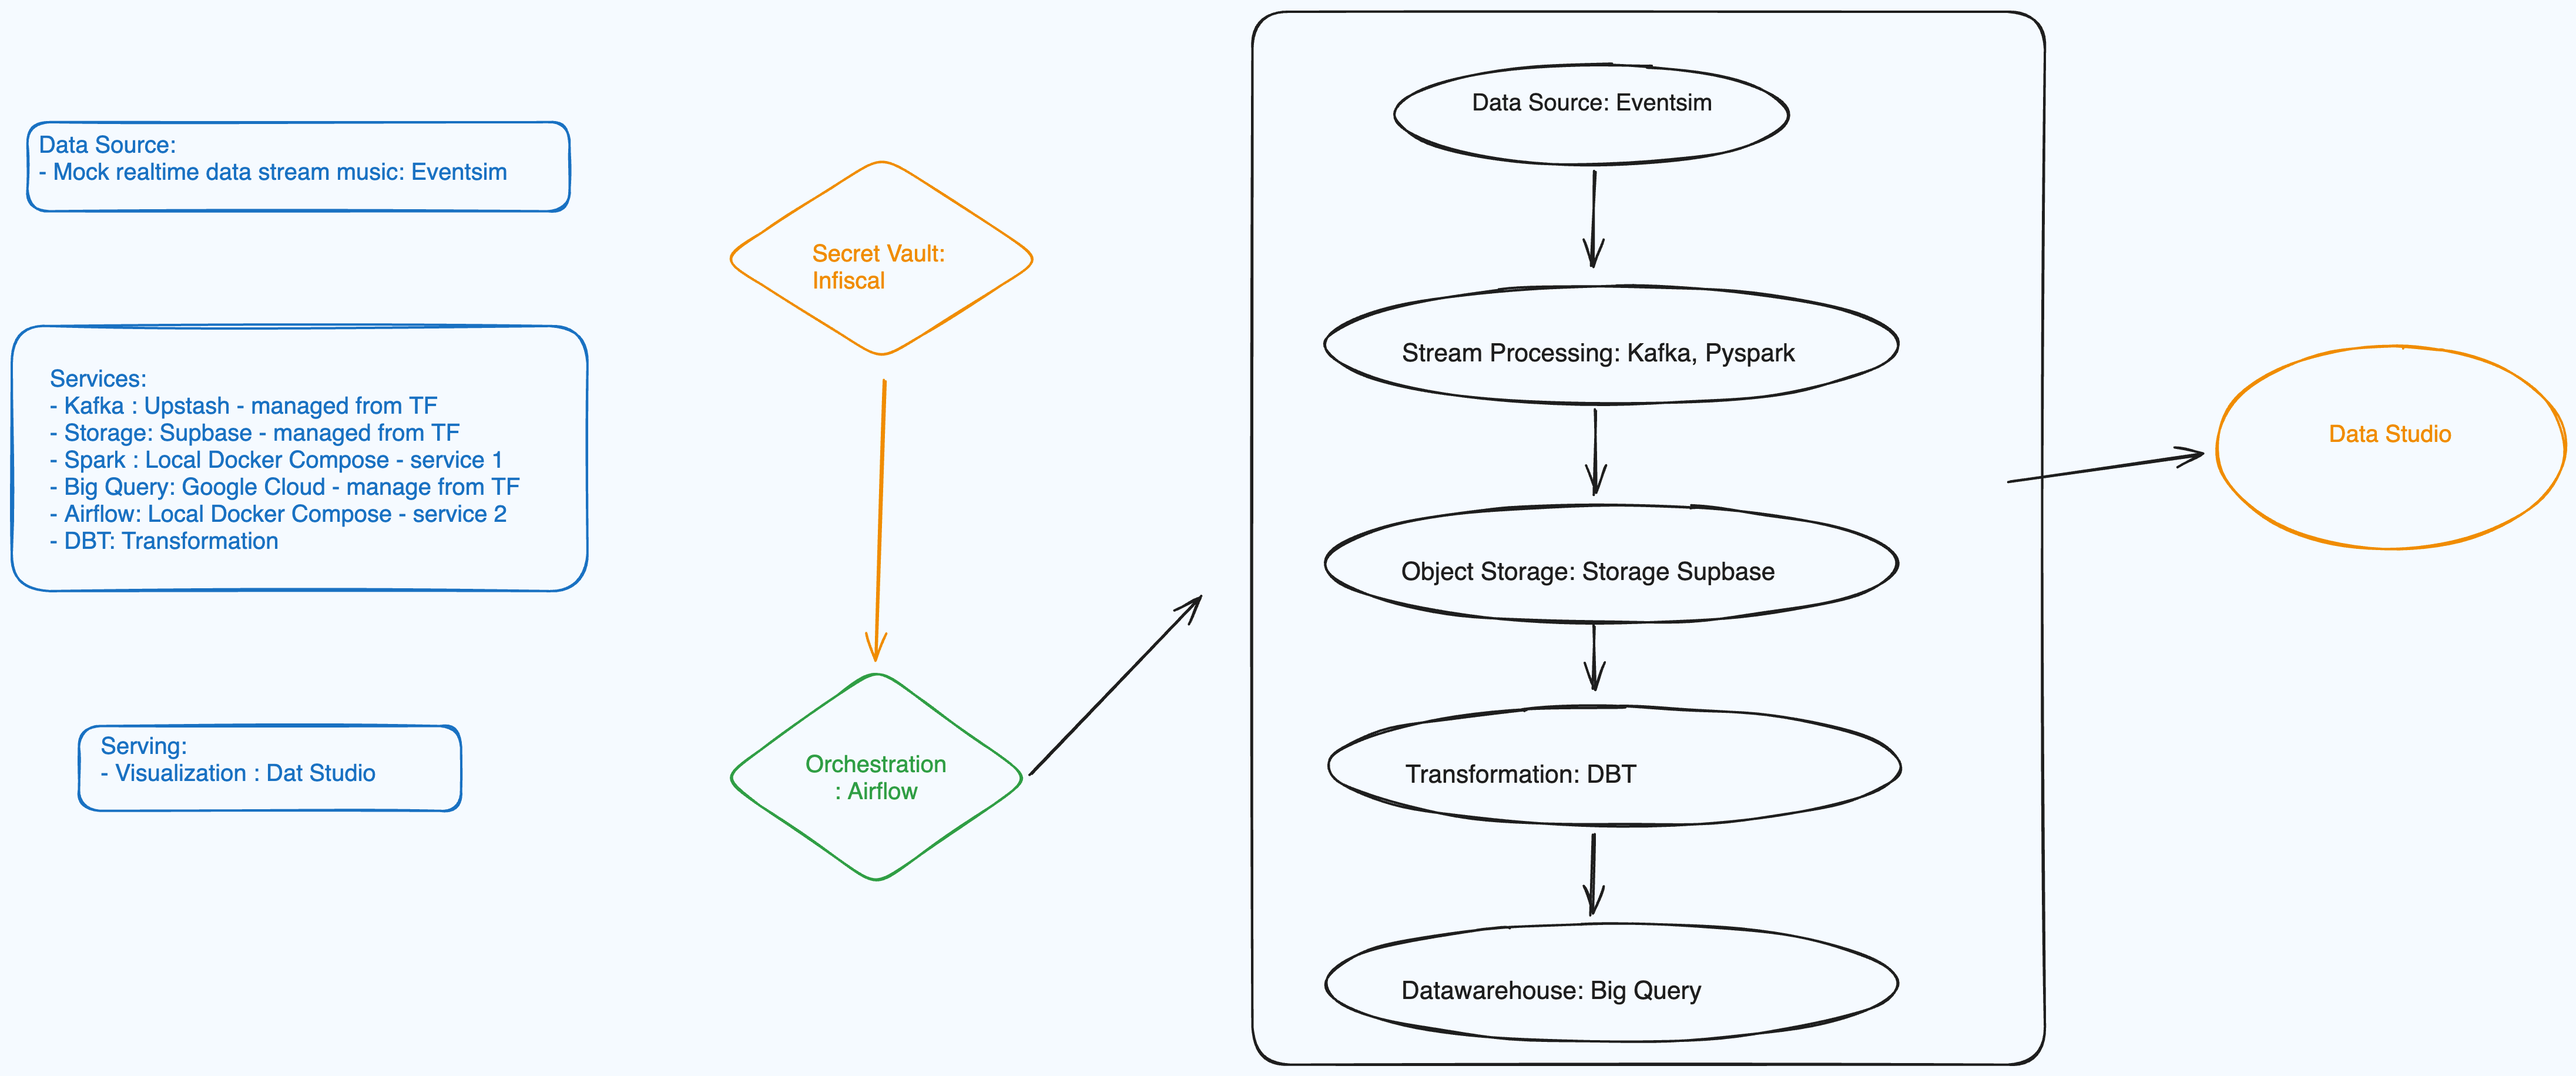 Data Source:
- Mock realtime data stream music: Eventsim
Services:
- Kafka : Upstash - managed from TF
- Storage: Supbase - managed from TF
- Spark : Local Docker Compose - service 1
- Big Query: Google Cloud - manage from TF
- Airflow: Local Docker Compose - service 2
- DBT: Transformation
Serving:
- Visualization : Dat Studio
Secret Vault:
Infiscal
Orchestration
: Airflow
Data Source: Eventsim
Stream Processing: Kafka, Pyspark
Object Storage: Storage Supbase
Transformation: DBT
Datawarehouse: Big Query
Data Studio